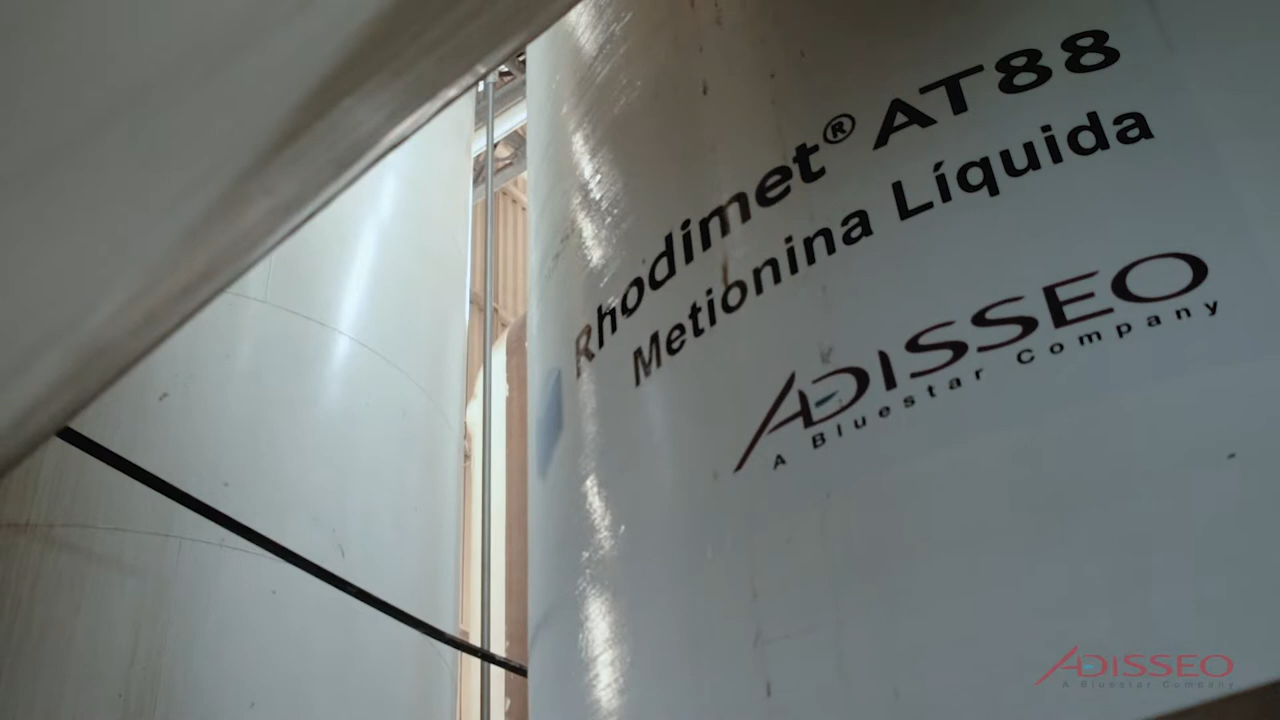 Rhodimet® AT88
Metionina Líquida
ADISSEO
A Bluestar Company
ADISSEO
A Bluestar Company